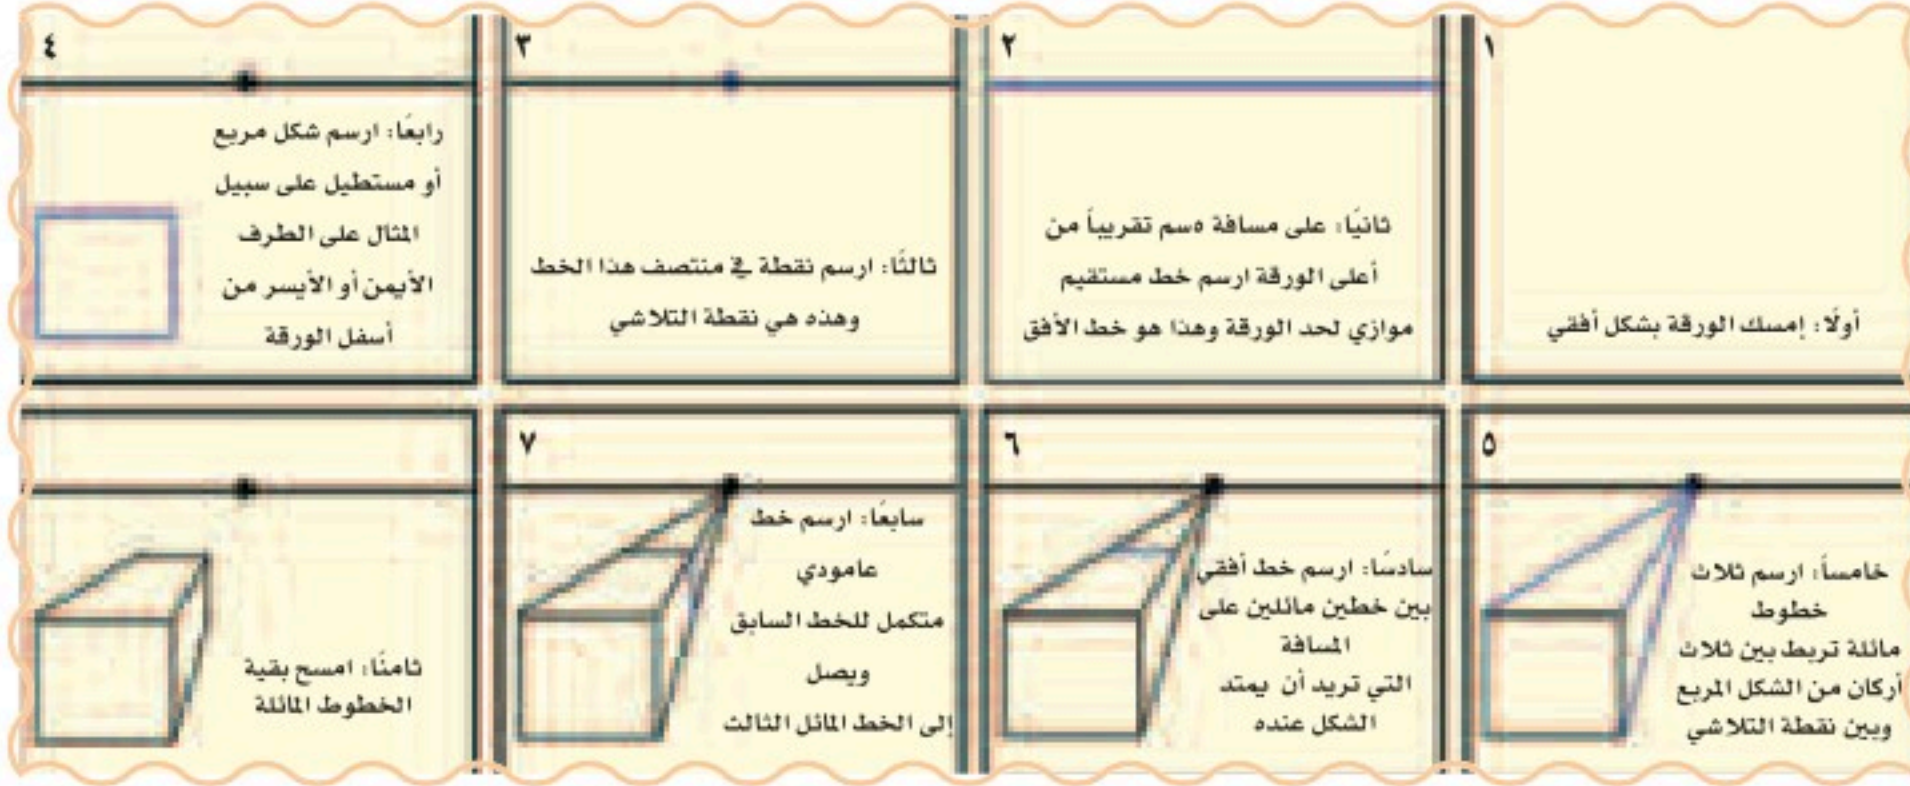 ١
أولًا: إمسك الورقة بشكل أفقي
٢
ثانيًا: على مسافة ٥سم تقريباً من
أعلى الورقة ارسم خط مستقيم
موازي لحد الورقة وهذا هو خط الأفق
٣
ثالثًا: ارسم نقطة في منتصف هذا الخط
وهذه هي نقطة التلاشي
٤
رابعًا: ارسم شكل مربع
أو مستطيل على سبيل
المثال على الطرف
الأيمن أو الأيسر من
أسفل الورقة
٥
خامساً: ارسم ثلاث
خطوط
مائلة تربط بين ثلاث
أركان من الشكل المربع
وبين نقطة التلاشي
٦
سادسًا: ارسم خط أفقي
بين خطين مائلين على
المسافة
التي تريد أن يمتد
الشكل عنده
٧
سابعًا: ارسم خط
عامودي
متكمل للخط السابق
ويصل
إلى الخط المائل الثالث
ثامنًا: امسح بقية
الخطوط المائلة